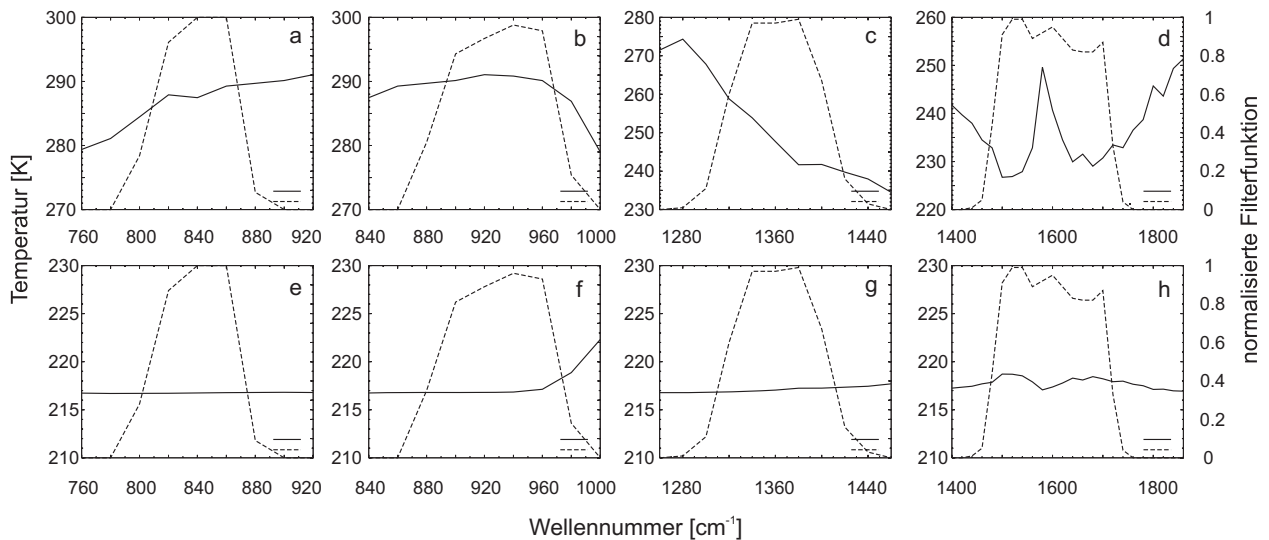 Temperatur [K]
normalisierte Filterfunktion
Wellennummer [cm-1]
a
300
290
280
270
760 800 840 880 920
b
300
290
280
270
840 880 920 960 1000
c
280
270
260
250
240
230
1280 1360 1440
d
260
250
240
230
220
1
0.8
0.6
0.4
0.2
0
1400 1600 1800
e
230
225
220
215
210
760 800 840 880 920
f
230
225
220
215
210
840 880 920 960 1000
g
230
225
220
215
210
1280 1360 1440
h
230
225
220
215
210
1
0.8
0.6
0.4
0.2
0
1400 1600 1800